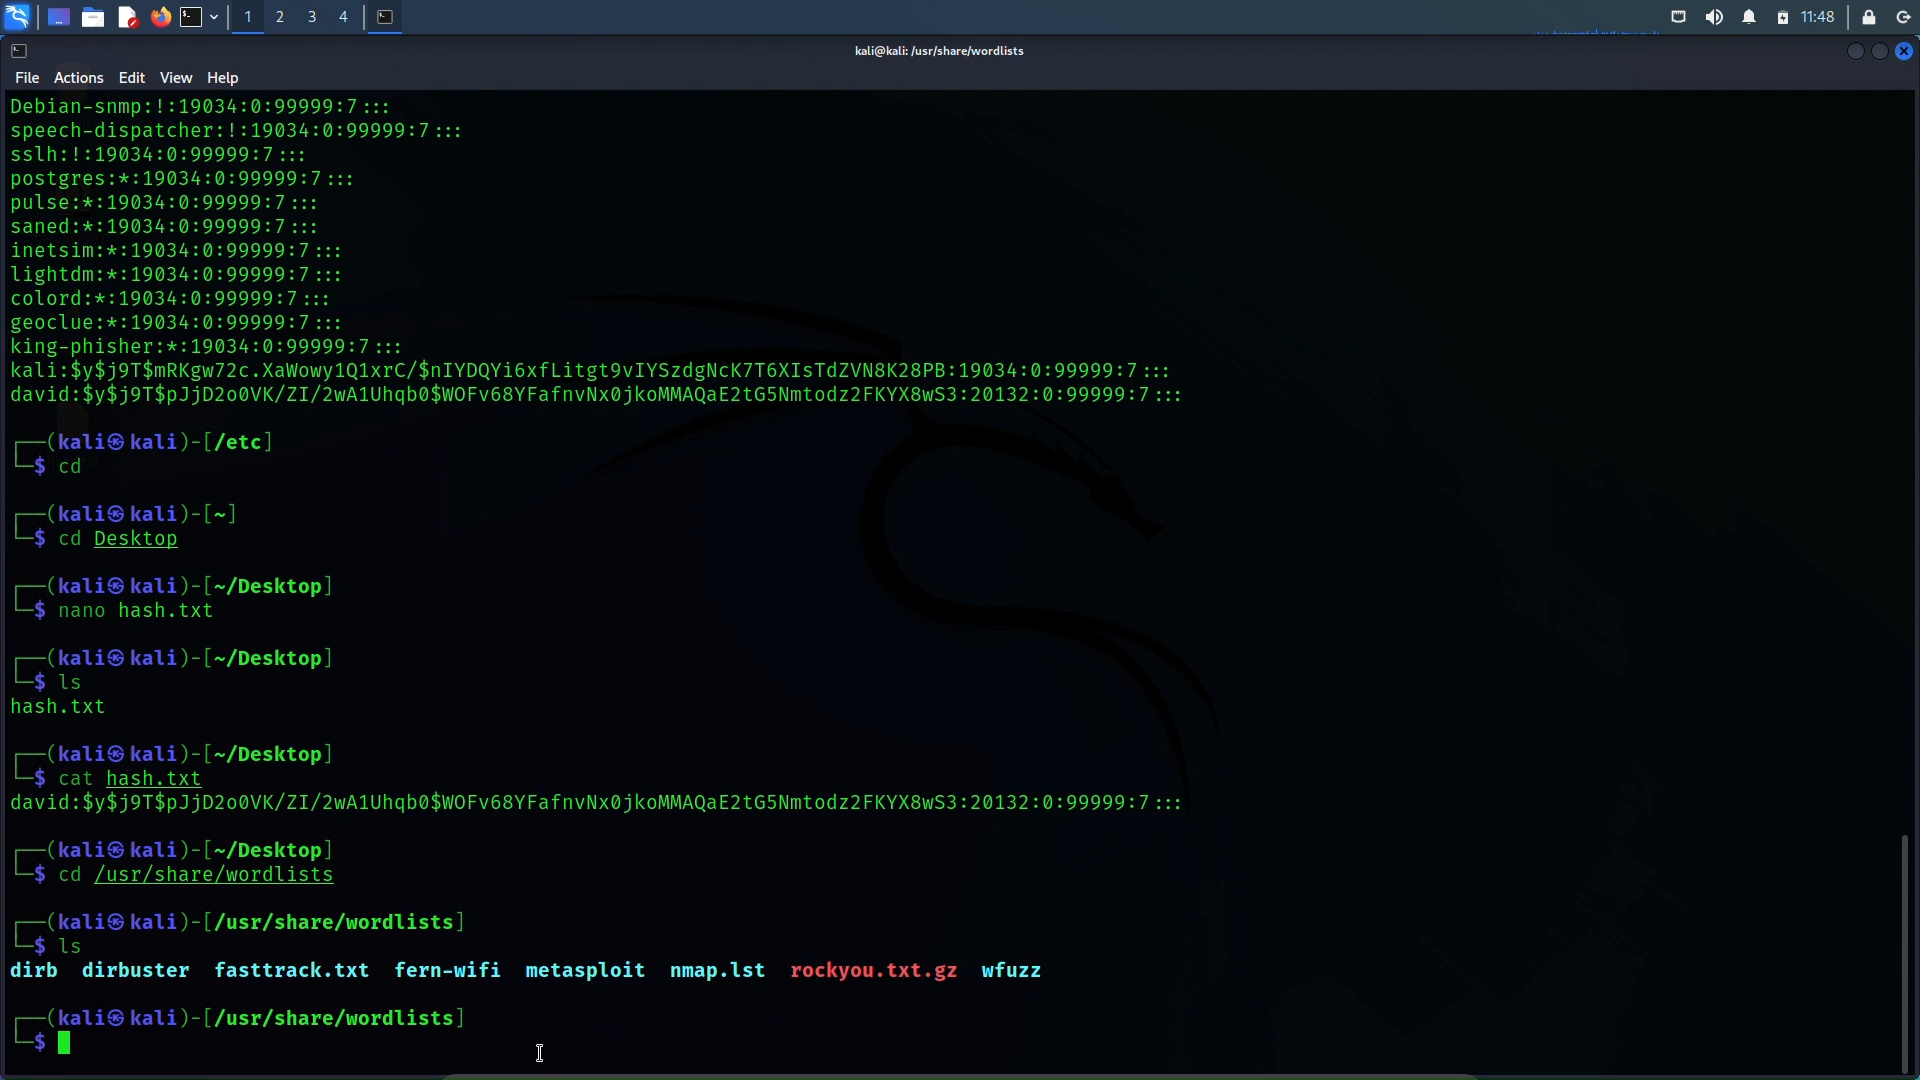 1 2 3 4 11:48
kali@kali: /usr/share/wordlists
File Actions Edit View Help
Debian-snmp:!:19034:0:99999:7:::
speech-dispatcher:!:19034:0:99999:7:::
sslh:!:19034:0:99999:7:::
postgres:*:19034:0:99999:7:::
pulse:*:19034:0:99999:7:::
saned:*:19034:0:99999:7:::
inetsim:*:19034:0:99999:7:::
lightdm:*:19034:0:99999:7:::
colord:*:19034:0:99999:7:::
geoclue:*:19034:0:99999:7:::
king-phisher:*:19034:0:99999:7:::
kali:$y$j9T$mRKgw72c.XaWowy1Q1xrC/$nIYDQYi6xfLitgt9vIYSzdgNcK7T6XIsTdZVN8K28PB:19034:0:99999:7:::
david:$y$j9T$pJjD2o0VK/ZI/2wA1Uhqb0$WOFv68YFafnvNx0jkoMMAQaE2tG5Nmtodz2FKYX8wS3:20132:0:99999:7:::
┌──(kali㉿kali)-[/etc]
└─$ cd
┌──(kali㉿kali)-[~]
└─$ cd Desktop
┌──(kali㉿kali)-[~/Desktop]
└─$ nano hash.txt
┌──(kali㉿kali)-[~/Desktop]
└─$ ls
hash.txt
┌──(kali㉿kali)-[~/Desktop]
└─$ cat hash.txt
david:$y$j9T$pJjD2o0VK/ZI/2wA1Uhqb0$WOFv68YFafnvNx0jkoMMAQaE2tG5Nmtodz2FKYX8wS3:20132:0:99999:7:::
┌──(kali㉿kali)-[~/Desktop]
└─$ cd /usr/share/wordlists
┌──(kali㉿kali)-[/usr/share/wordlists]
└─$ ls
dirb dirbuster fasttrack.txt fern-wifi metasploit nmap.lst rockyou.txt.gz wfuzz
┌──(kali㉿kali)-[/usr/share/wordlists]
└─$